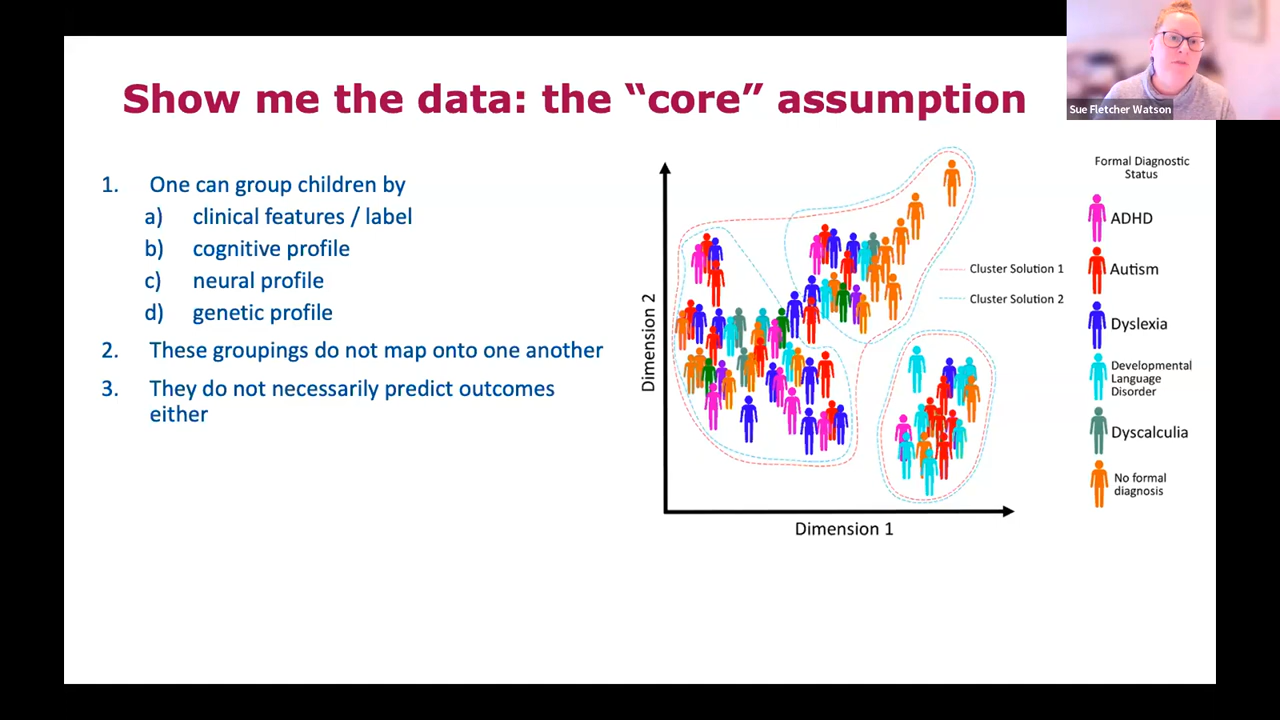 Show me the data: the “core” assumption
Sue Fletcher Watson
1. One can group children by
a) clinical features / label
b) cognitive profile
c) neural profile
d) genetic profile
2. These groupings do not map onto one another
3. They do not necessarily predict outcomes
either
Dimension 2
Dimension 1
Cluster Solution 1
Cluster Solution 2
Formal Diagnostic
Status
ADHD
Autism
Dyslexia
Developmental
Language
Disorder
Dyscalculia
No formal
diagnosis